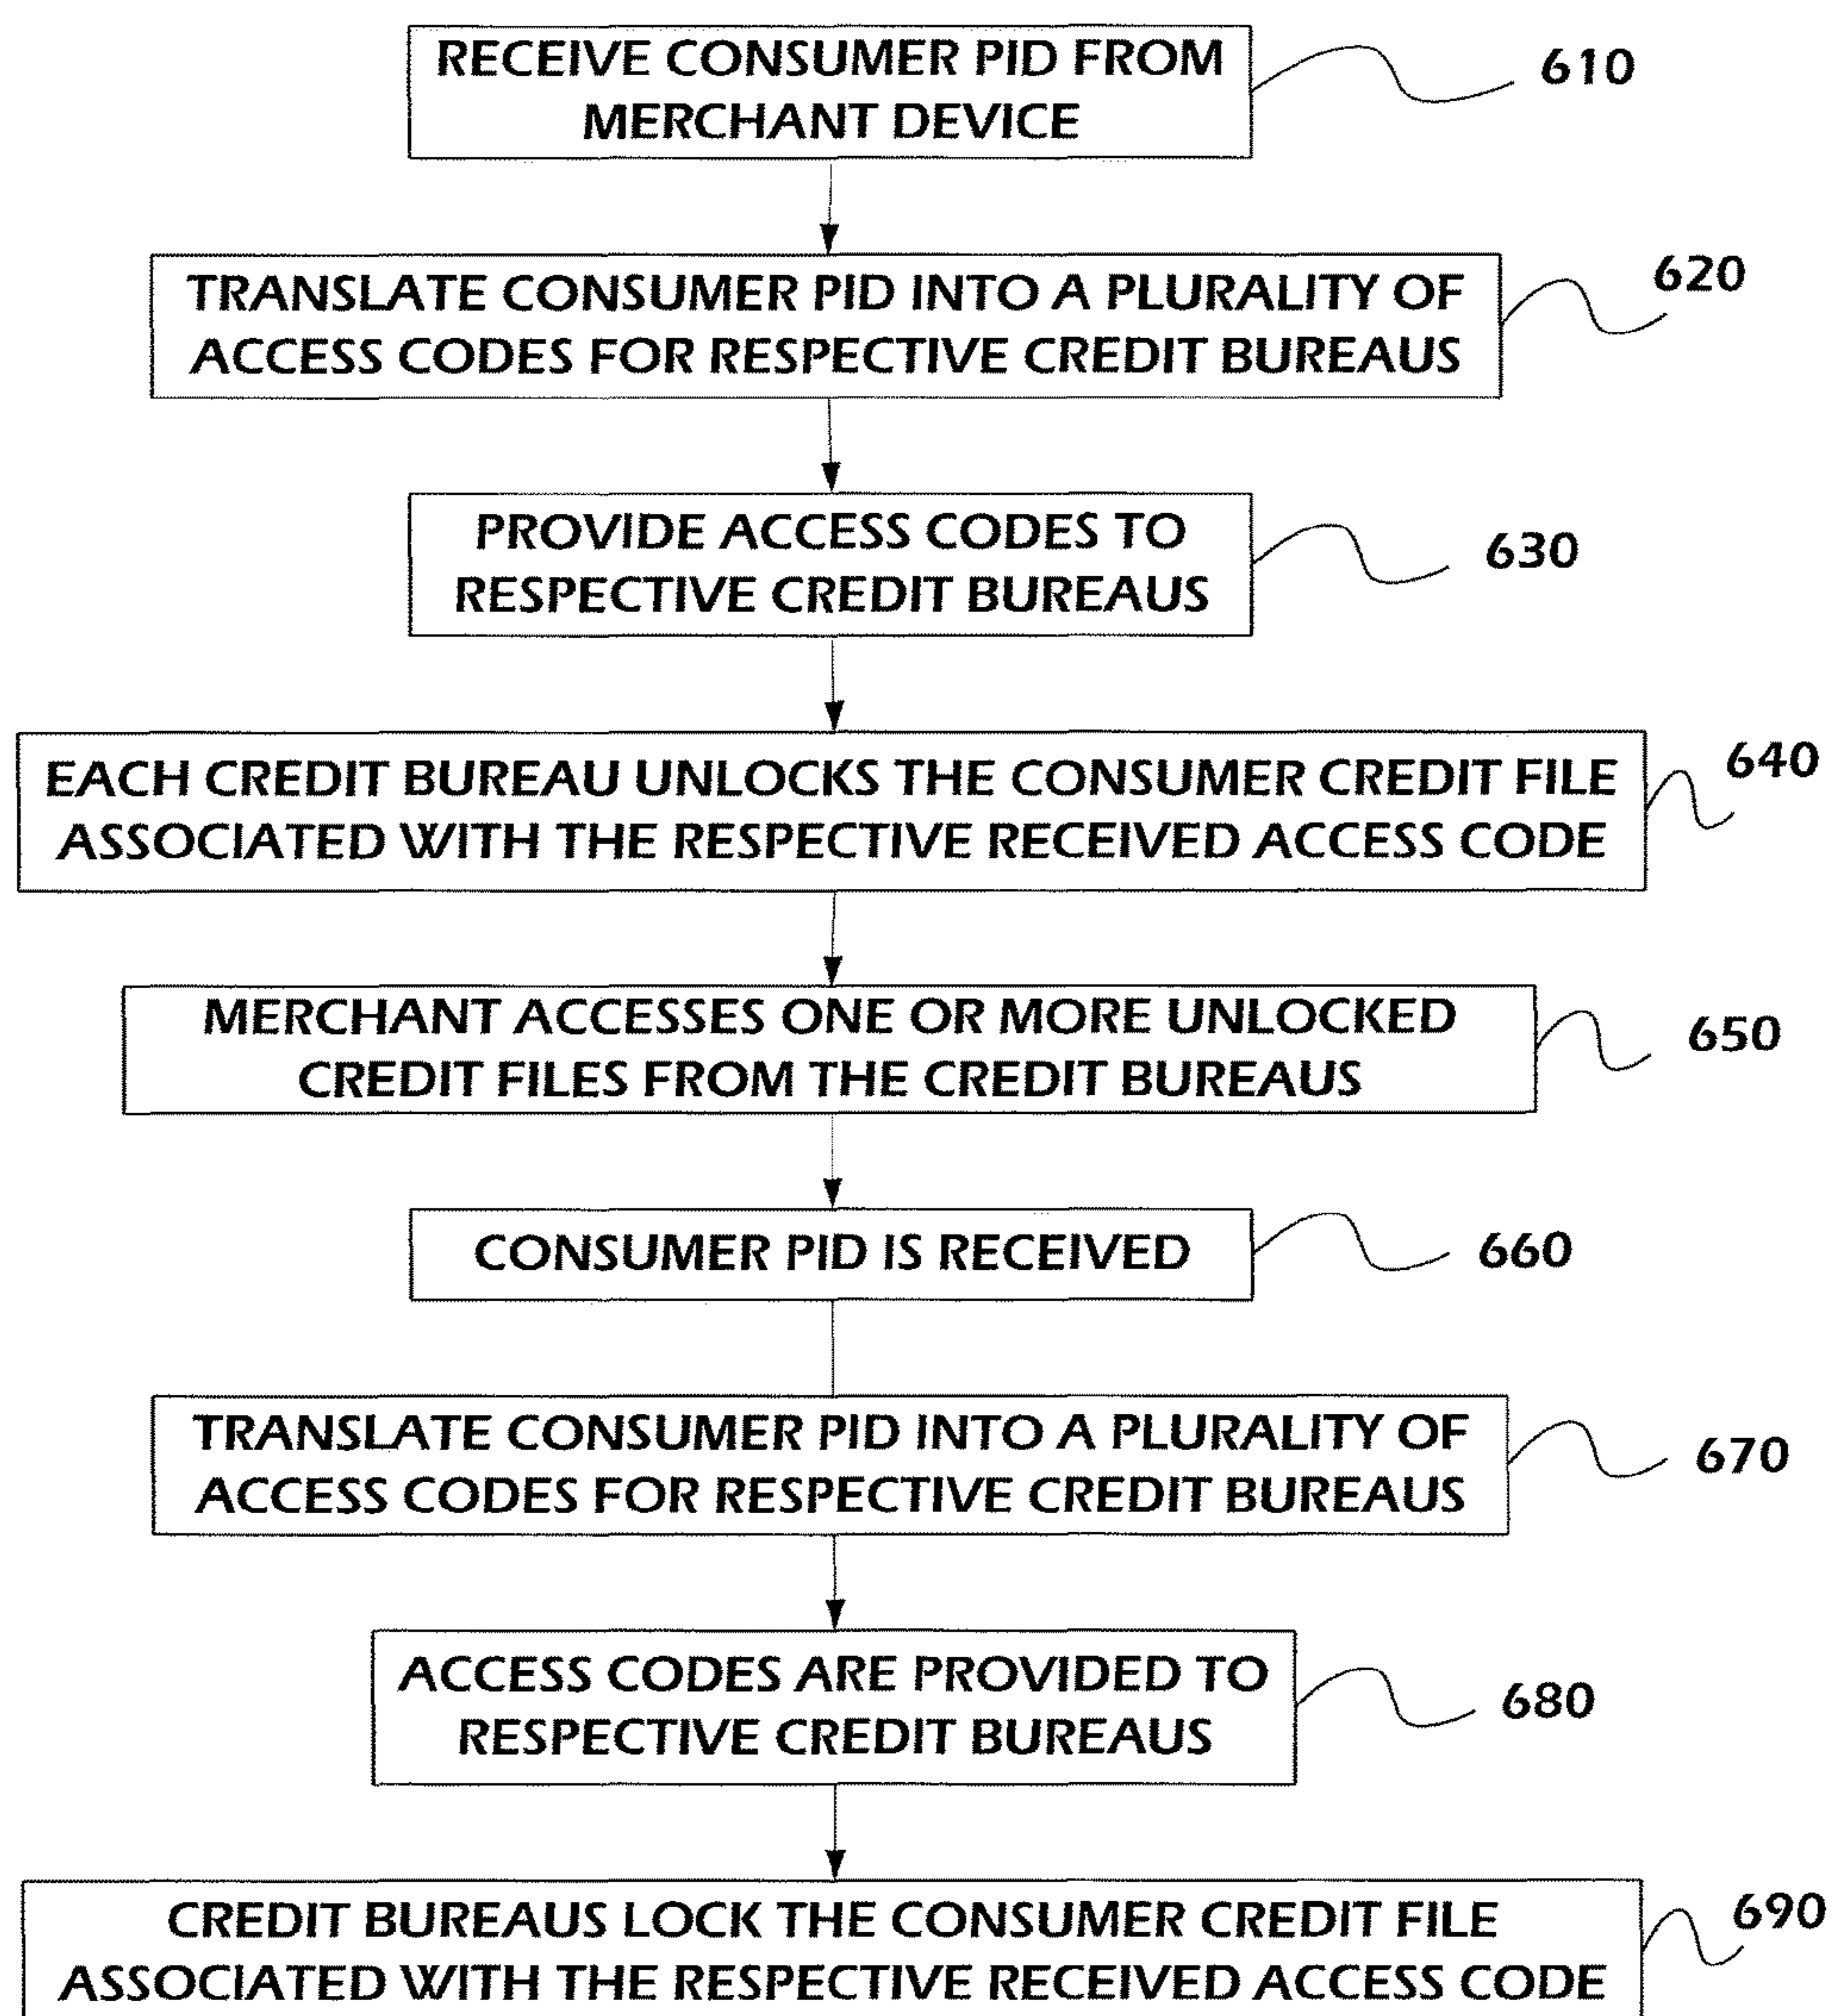 RECEIVE CONSUMER PID FROM
MERCHANT DEVICE
610
TRANSLATE CONSUMER PID INTO A PLURALITY OF
ACCESS CODES FOR RESPECTIVE CREDIT BUREAUS
620
PROVIDE ACCESS CODES TO
RESPECTIVE CREDIT BUREAUS
630
EACH CREDIT BUREAU UNLOCKS THE CONSUMER CREDIT FILE
ASSOCIATED WITH THE RESPECTIVE RECEIVED ACCESS CODE
640
MERCHANT ACCESSES ONE OR MORE UNLOCKED
CREDIT FILES FROM THE CREDIT BUREAUS
650
CONSUMER PID IS RECEIVED
660
TRANSLATE CONSUMER PID INTO A PLURALITY OF
ACCESS CODES FOR RESPECTIVE CREDIT BUREAUS
670
ACCESS CODES ARE PROVIDED TO
RESPECTIVE CREDIT BUREAUS
680
CREDIT BUREAUS LOCK THE CONSUMER CREDIT FILE
ASSOCIATED WITH THE RESPECTIVE RECEIVED ACCESS CODE
690